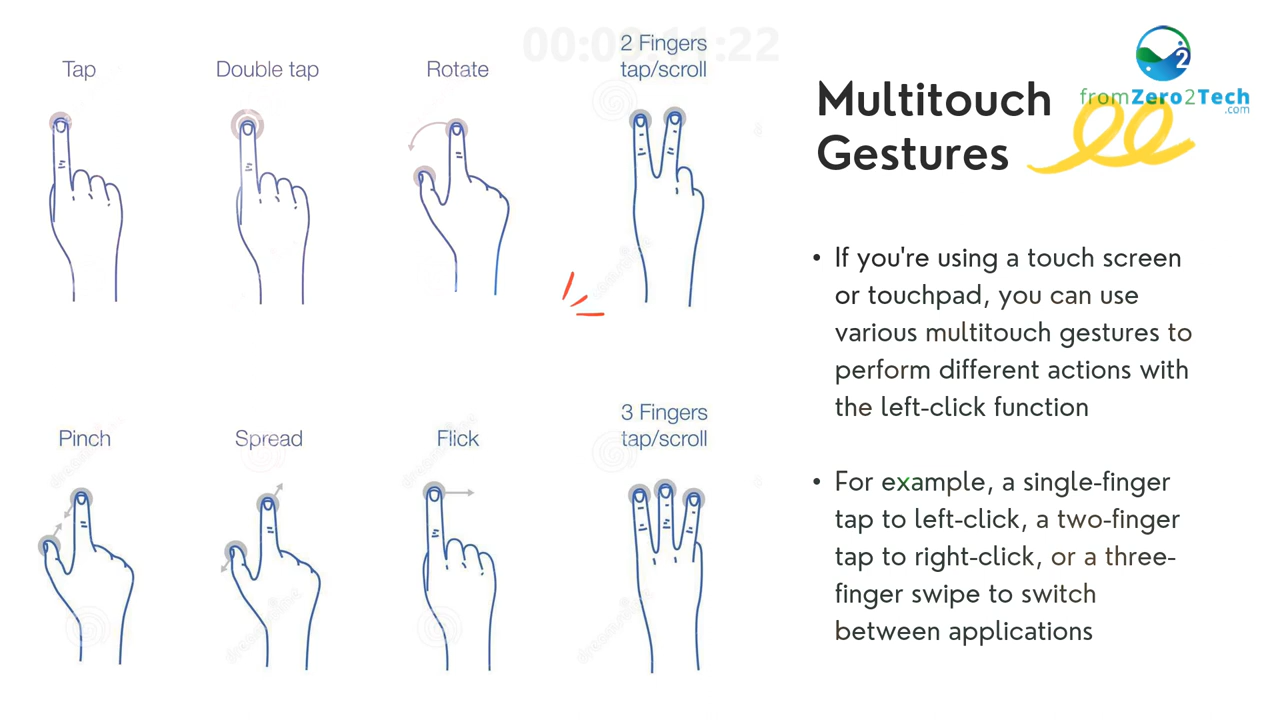 Tap
Double tap
Rotate
2 Fingers
tap/scroll
Pinch
Spread
Flick
3 Fingers
tap/scroll
Multitouch
Gestures
2
fromZero2Tech
.com
• If you're using a touch screen
or touchpad, you can use
various multitouch gestures to
perform different actions with
the left-click function
• For example, a single-finger
tap to left-click, a two-finger
tap to right-click, or a three-
finger swipe to switch
between applications